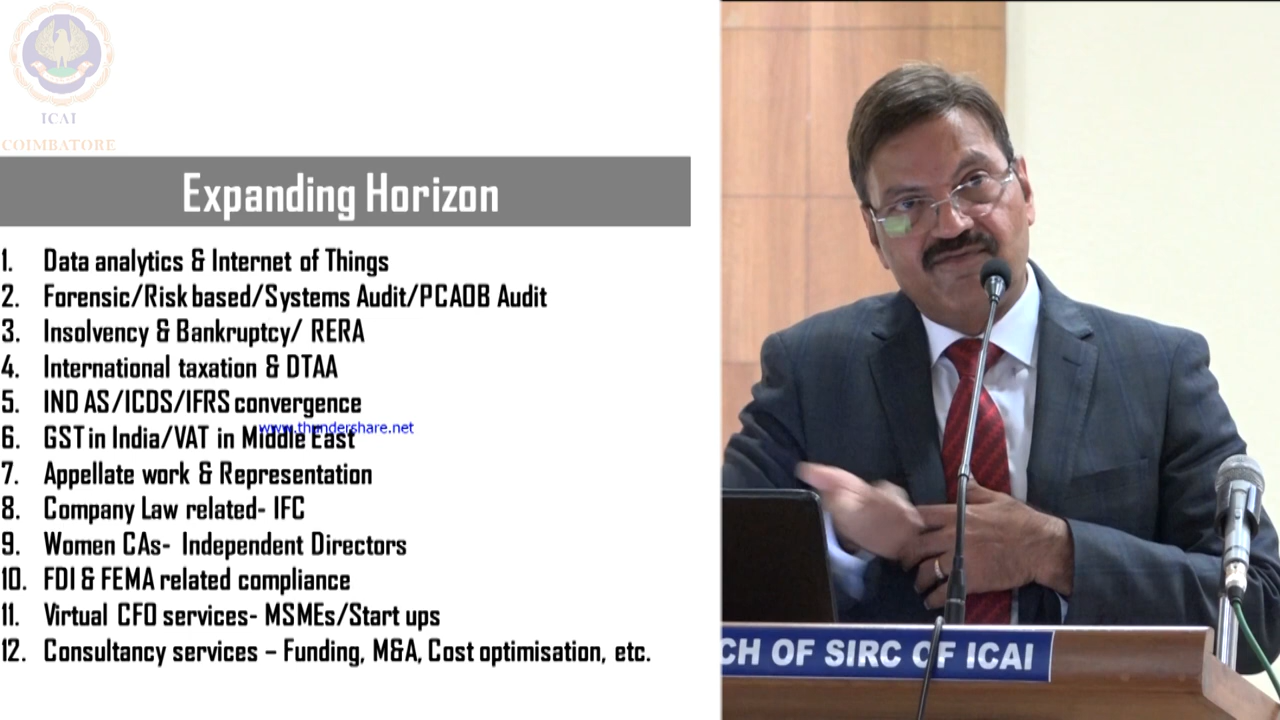 ICAI
COIMBATORE
Expanding Horizon
1. Data analytics & Internet of Things
2. Forensic/Risk based/Systems Audit/PCAOB Audit
3. Insolvency & Bankruptcy/ RERA
4. International taxation & DTAA
5. IND AS/ICDS/IFRS convergence
www.thundershare.net
6. GST in India/VAT in Middle East
7. Appellate work & Representation
8. Company Law related- IFC
9. Women CAs- Independent Directors
10. FDI & FEMA related compliance
11. Virtual CFO services- MSMEs/Start ups
12. Consultancy services – Funding, M&A, Cost optimisation, etc.
CH OF SIRC OF ICAI